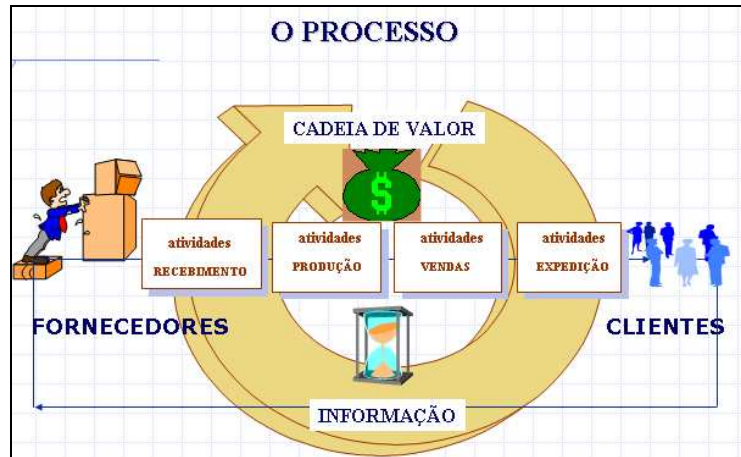 O PROCESSO
CADEIA DE VALOR
$
atividades
RECEBIMENTO
atividades
PRODUÇÃO
atividades
VENDAS
atividades
EXPEDIÇÃO
FORNECEDORES
CLIENTES
INFORMAÇÃO